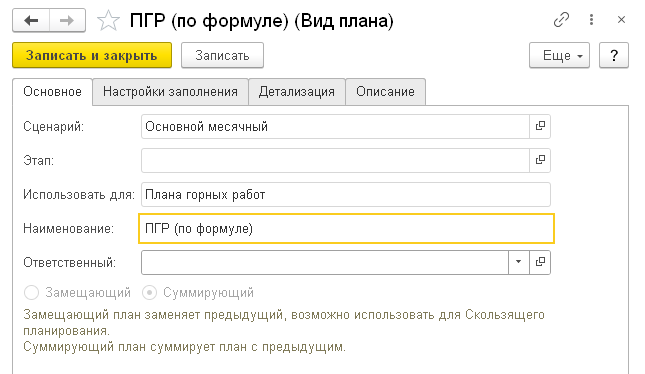 ПГР (по формуле) (Вид плана)
Записать и закрыть Записать Еще ?
Основное Настройки заполнения Детализация Описание
Сценарий: Основной месячный
Этап:
Использовать для: Плана горных работ
Наименование: ПГР (по формуле)
Ответственный:
Замещающий Суммирующий
Замещающий план заменяет предыдущий, возможно использовать для Скользящего
планирования.
Суммирующий план суммирует план с предыдущим.